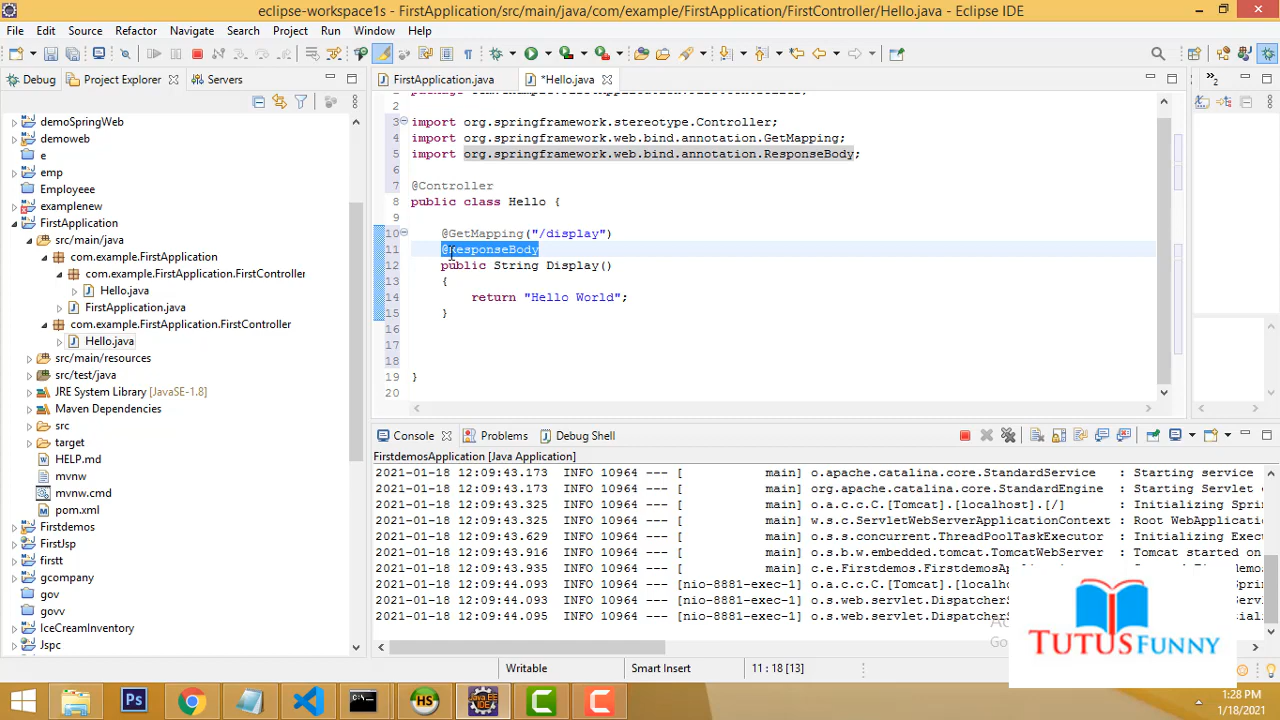 eclipse-workspace1s - FirstApplication/src/main/java/com/example/FirstApplication/FirstController/Hello.java - Eclipse IDE
File Edit Source Refactor Navigate Search Project Run Window Help
Debug Project Explorer Servers
FirstApplication.java *Hello.java
demoSpringWeb
demoweb
e
emp
Employeee
examplenew
FirstApplication
src/main/java
com.example.FirstApplication
com.example.FirstApplication.FirstController
Hello.java
FirstApplication.java
com.example.FirstApplication.FirstController
Hello.java
src/main/resources
src/test/java
JRE System Library [JavaSE-1.8]
Maven Dependencies
src
target
HELP.md
mvnw
mvnw.cmd
pom.xml
Firstdemos
FirstJsp
firstt
gcompany
gov
govv
IceCreamInventory
Jspc
2
3 import org.springframework.stereotype.Controller;
4 import org.springframework.web.bind.annotation.GetMapping;
5 import org.springframework.web.bind.annotation.ResponseBody;
6
7 @Controller
8 public class Hello {
9
10 @GetMapping("/display")
11 @ResponseBody
12 public String Display()
13 {
14 return "Hello World";
15 }
16
17
18
19 }
20
Console Problems Debug Shell
FirstdemosApplication [Java Application]
2021-01-18 12:09:43.173 INFO 10964 --- [ main] o.apache.catalina.core.StandardService : Starting service
2021-01-18 12:09:43.173 INFO 10964 --- [ main] org.apache.catalina.core.StandardEngine : Starting Servlet
2021-01-18 12:09:43.325 INFO 10964 --- [ main] o.a.c.c.C.[Tomcat].[localhost].[/] : Initializing Spri
2021-01-18 12:09:43.325 INFO 10964 --- [ main] w.s.c.ServletWebServerApplicationContext : Root WebApplicati
2021-01-18 12:09:43.629 INFO 10964 --- [ main] o.s.s.concurrent.ThreadPoolTaskExecutor : Initializing Exec
2021-01-18 12:09:43.916 INFO 10964 --- [ main] o.s.b.w.embedded.tomcat.TomcatWebServer : Tomcat started on
2021-01-18 12:09:43.935 INFO 10964 --- [ main] c.e.Firstdemos.FirstdemosApplication
2021-01-18 12:09:44.093 INFO 10964 --- [nio-8881-exec-1] o.a.c.c.C.[Tomcat].[localho
2021-01-18 12:09:44.093 INFO 10964 --- [nio-8881-exec-1] o.s.web.servlet.DispatcherS
2021-01-18 12:09:44.095 INFO 10964 --- [nio-8881-exec-1] o.s.web.servlet.DispatcherS
TUTUSFUNNY
Writable Smart Insert 11 : 18 [13]
1:28 PM
1/18/2021